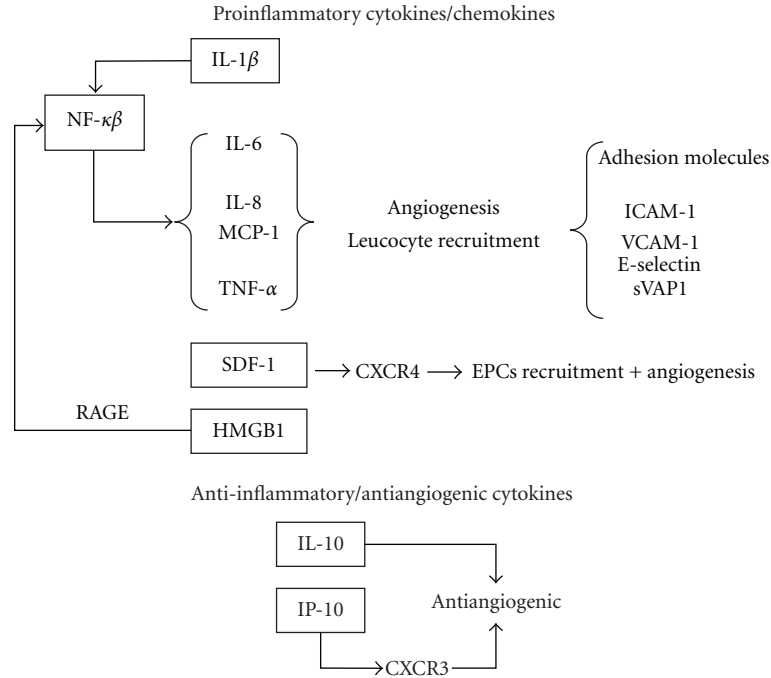 Proinflammatory cytokines/chemokines
IL-1β
NF-κβ
IL-6
IL-8
MCP-1
TNF-α
Angiogenesis
Leucocyte recruitment
Adhesion molecules
ICAM-1
VCAM-1
E-selectin
sVAP1
SDF-1
CXCR4
EPCs recruitment + angiogenesis
RAGE
HMGB1
Anti-inflammatory/antiangiogenic cytokines
IL-10
IP-10
Antiangiogenic
CXCR3